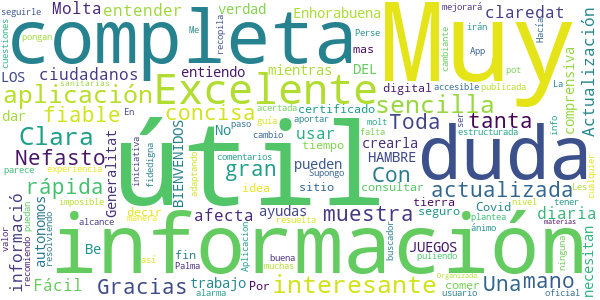 seguirle Molta entender verdad Enhorabuena Me recopila claredat mejorará irán App Hacía Actualización
cuestiones pongan completa Muy Perse cambiante
LOS ciudadanos entiendo mientras mas DEL La accesible publicada comprensiva
sanitarias aplicación Excelente digital pot
dar fiable concisa certificado sencilla
En acertada guía aportar molt falta info estructurada
Clara paso No usar Toda tanta
Nefasto Generalitat BIENVENIDOS cambio tiempo crearla ser
iniciativa fidedigna útil comentarios resuelta Supongo HAMBRE Con duda cualquier
parece experiencia adaptando gran idea pueden sitio consultar actualizada Les
rápida imposible manera
informació autonomos decir afecta muestra tierra nivel diaria
valor recomiendo puedan resolviendo alcance Be ayudas seguro Covid plantea tener necesitan
información ninguna
así Fácil fin Palma Aplicacion buena muchas JUEGOS buscador puliendo ánimo materias
Gracias trabajo alarma Por interesante comer usuario Una Organizada mano oficial